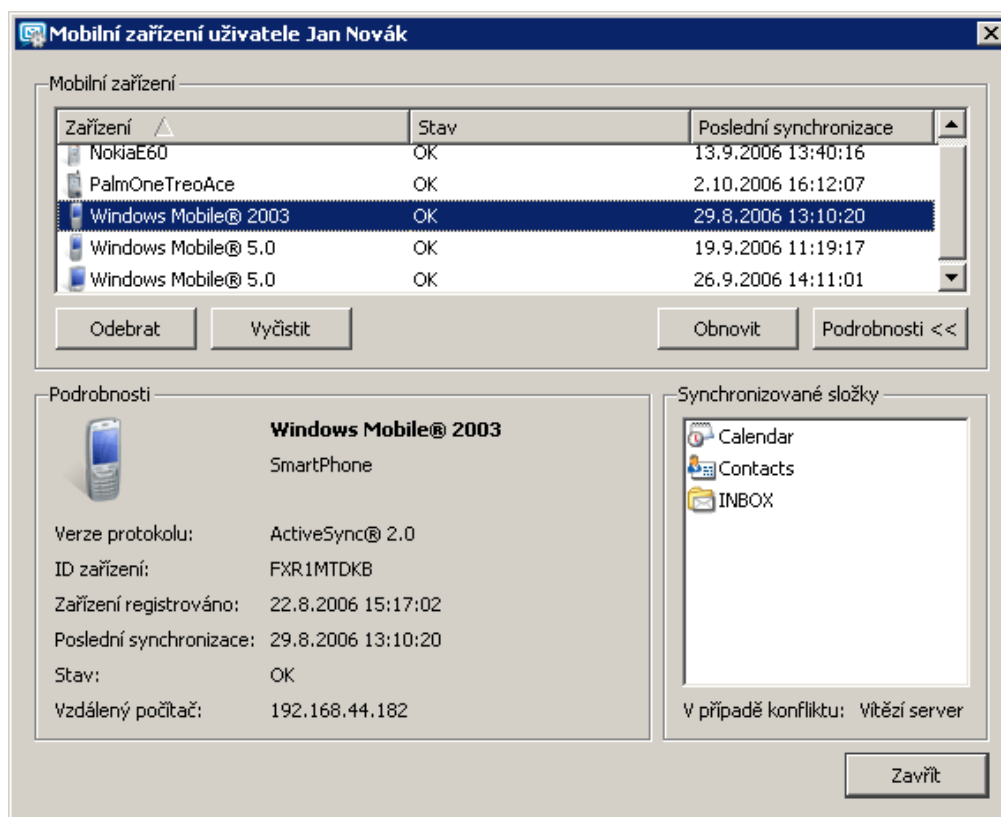 Mobilní zařízení uživatele Jan Novák
Mobilní zařízení
Zařízení Stav Poslední synchronizace
NokiaE60 OK 13.9.2006 13:40:16
PalmOneTreoAce OK 2.10.2006 16:12:07
Windows Mobile® 2003 OK 29.8.2006 13:10:20
Windows Mobile® 5.0 OK 19.9.2006 11:19:17
Windows Mobile® 5.0 OK 26.9.2006 14:11:01
Odebrat Vyčistit Obnovit Podrobnosti <<
Podrobnosti
Windows Mobile® 2003
SmartPhone
Verze protokolu: ActiveSync® 2.0
ID zařízení: FXR1MTDKB
Zařízení registrováno: 22.8.2006 15:17:02
Poslední synchronizace: 29.8.2006 13:10:20
Stav: OK
Vzdálený počítač: 192.168.44.182
Synchronizované složky
Calendar
Contacts
INBOX
V případě konfliktu: Vítězí server
Zavřít